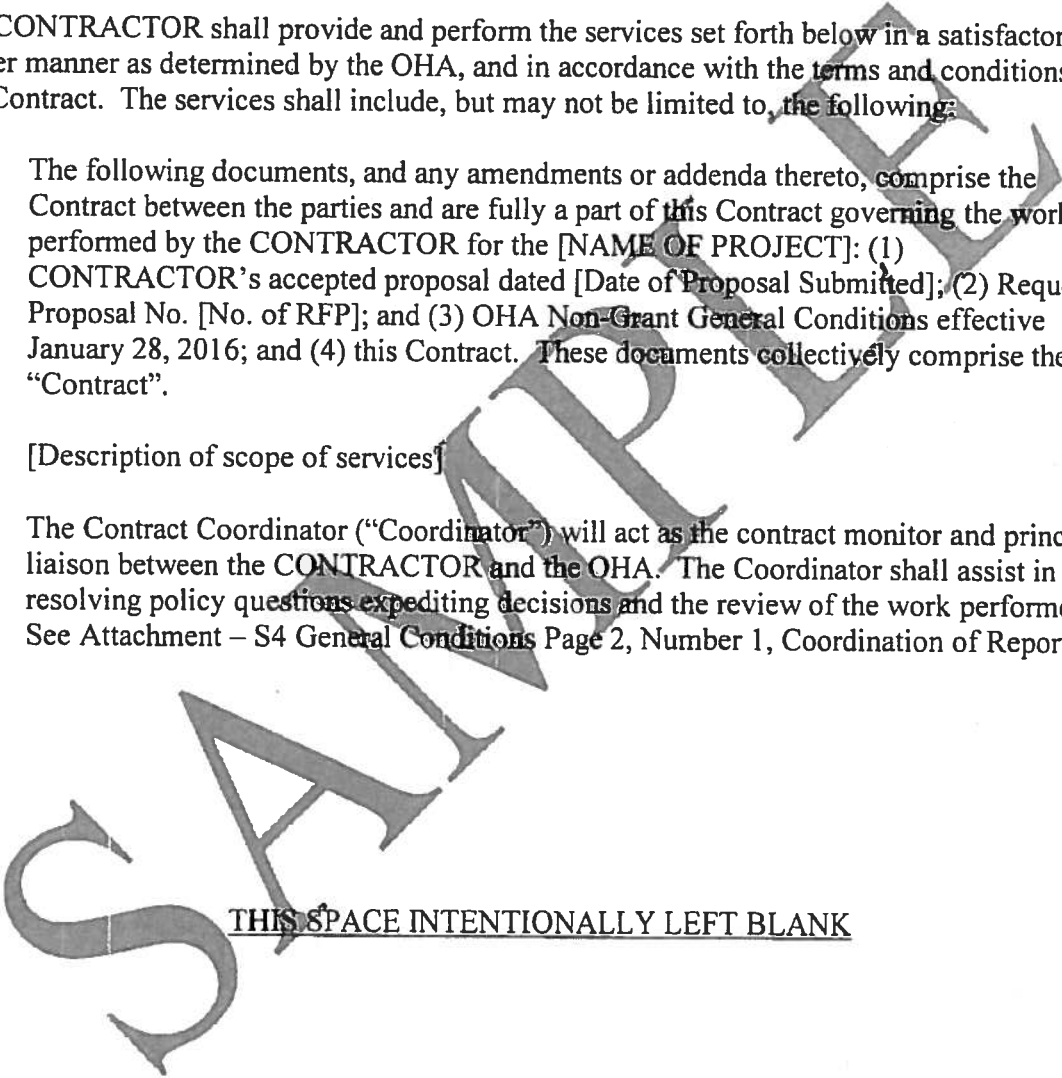 CONTRACTOR shall provide and perform the services set forth below in a satisfactor
er manner as determined by the OHA, and in accordance with the terms and conditions
Contract. The services shall include, but may not be limited to, the following:
The following documents, and any amendments or addenda thereto, comprise the
Contract between the parties and are fully a part of this Contract governing the work
performed by the CONTRACTOR for the [NAME OF PROJECT]: (1)
CONTRACTOR's accepted proposal dated [Date of Proposal Submitted]; (2) Reque
Proposal No. [No. of RFP]; and (3) OHA Non-Grant General Conditions effective
January 28, 2016; and (4) this Contract. These documents collectively comprise the
“Contract”.
[Description of scope of services]
The Contract Coordinator (“Coordinator”) will act as the contract monitor and princ
liaison between the CONTRACTOR and the OHA. The Coordinator shall assist in
resolving policy questions expediting decisions and the review of the work performe
See Attachment – S4 General Conditions Page 2, Number 1, Coordination of Repor
THIS SPACE INTENTIONALLY LEFT BLANK
SAMPLE